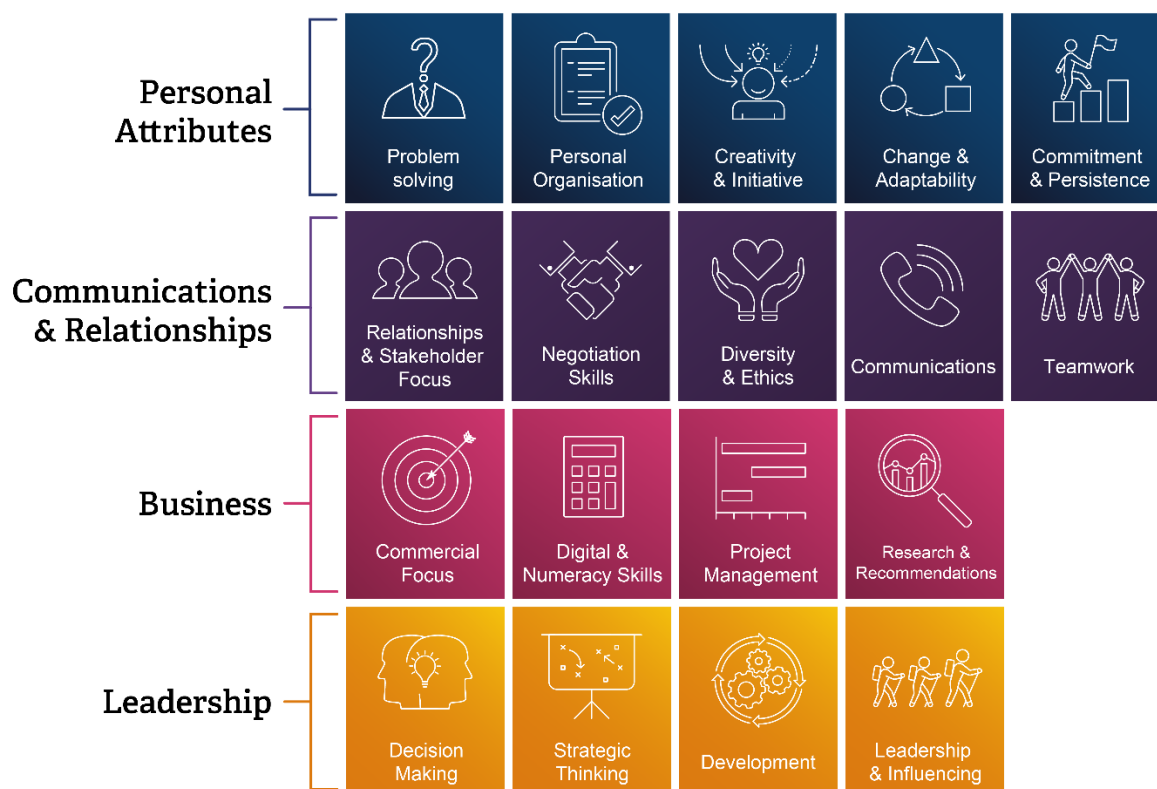 Personal
Attributes
Problem
solving
Personal
Organisation
Creativity
& Initiative
Change &
Adaptability
Commitment
& Persistence
Communications
& Relationships
Relationships
& Stakeholder
Focus
Negotiation
Skills
Diversity
& Ethics
Communications
Teamwork
Business
Commercial
Focus
Digital &
Numeracy Skills
Project
Management
Research &
Recommendations
Leadership
Decision
Making
Strategic
Thinking
Development
Leadership
& Influencing